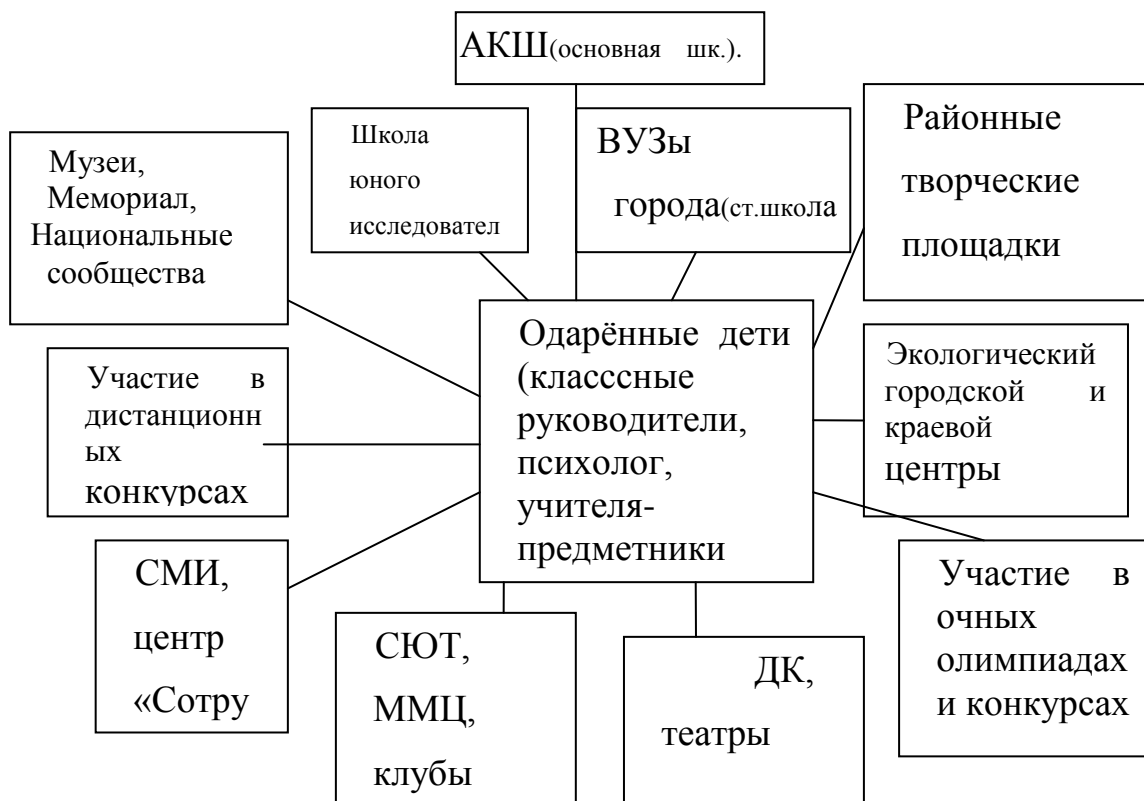 АКШ(основная шк.).
Школа
юного
исследовател
ВУЗы
города(ст.школа
Районные
творческие
площадки
Музеи,
Мемориал,
Национальные
сообщества
Одарённые дети
(класссные
руководители,
психолог,
учителя-
предметники
Экологический
городской и
краевой
центры
Участие в
дистанционн
ых
конкурсах
СМИ,
центр
«Сотру
СЮТ,
ММЦ,
клубы
ДК,
театры
Участие в
очных
олимпиадах
и конкурсах